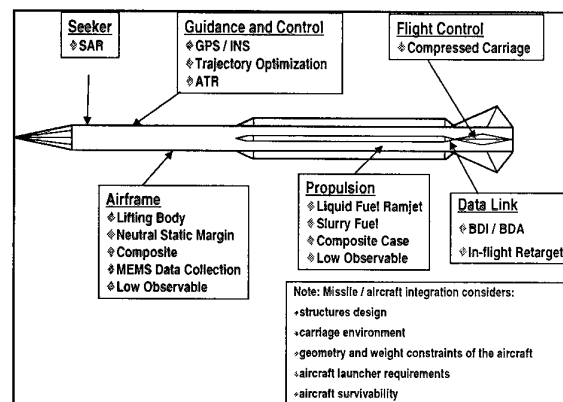 Seeker
SAR
Guidance and Control
GPS / INS
Trajectory Optimization
ATR
Flight Control
Compressed Carriage
Airframe
Lifting Body
Neutral Static Margin
Composite
MEMS Data Collection
Low Observable
Propulsion
Liquid Fuel Ramjet
Slurry Fuel
Composite Case
Low Observable
Data Link
BDI / BDA
In-flight Retarget
Note: Missile / aircraft integration considers:
structures design
carriage environment
geometry and weight constraints of the aircraft
aircraft launcher requirements
aircraft survivability